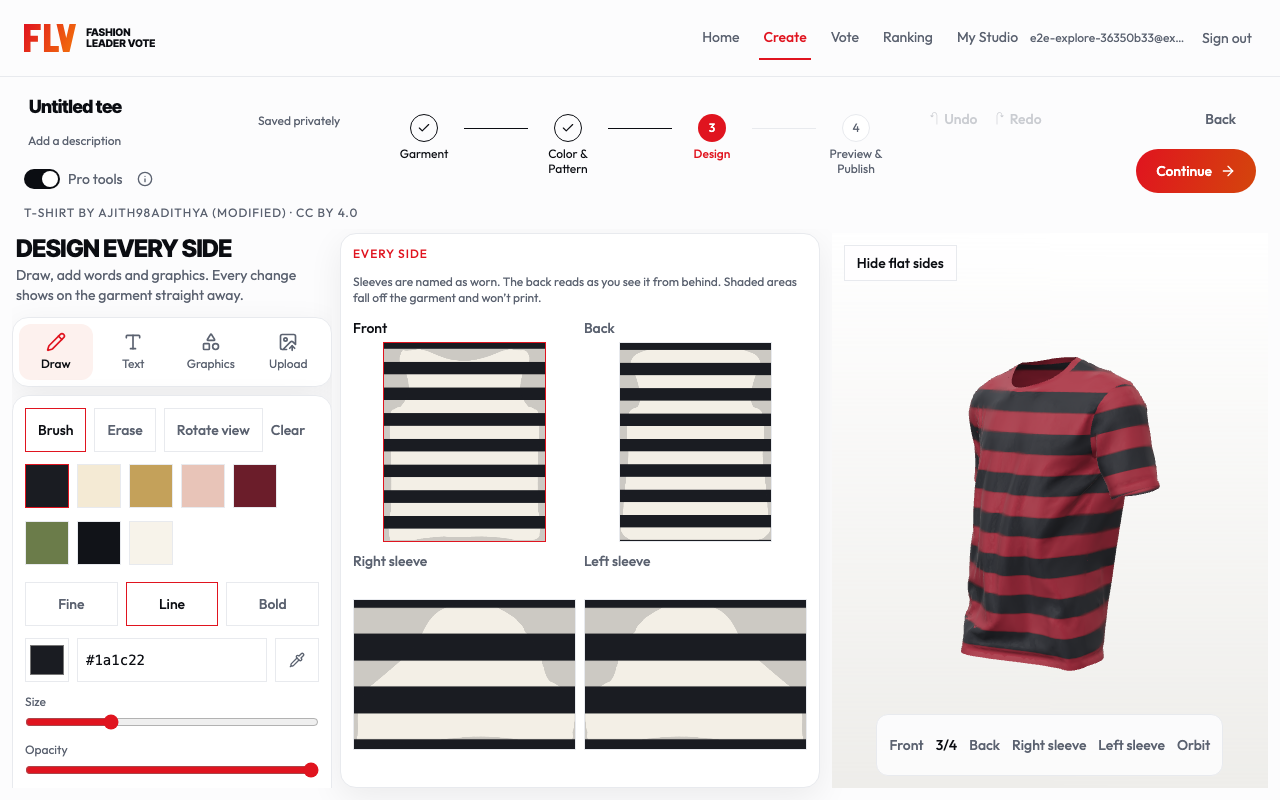 FLV
FASHION
LEADER VOTE
Home
Create
Vote
Ranking
My Studio
e2e-explore-36350b33@ex...
Sign out
Untitled tee
Add a description
Saved privately
Garment
Color &
Pattern
3
Design
4
Preview &
Publish
Undo
Redo
Back
Continue
Pro tools
T-SHIRT BY AJITH98ADITHYA (MODIFIED) · CC BY 4.0
DESIGN EVERY SIDE
Draw, add words and graphics. Every change
shows on the garment straight away.
Draw
Text
Graphics
Upload
Brush
Erase
Rotate view
Clear
Fine
Line
Bold
#1a1c22
Size
Opacity
EVERY SIDE
Sleeves are named as worn. The back reads as you see it from behind. Shaded areas
fall off the garment and won't print.
Front
Back
Right sleeve
Left sleeve
Hide flat sides
Front
3/4
Back
Right sleeve
Left sleeve
Orbit